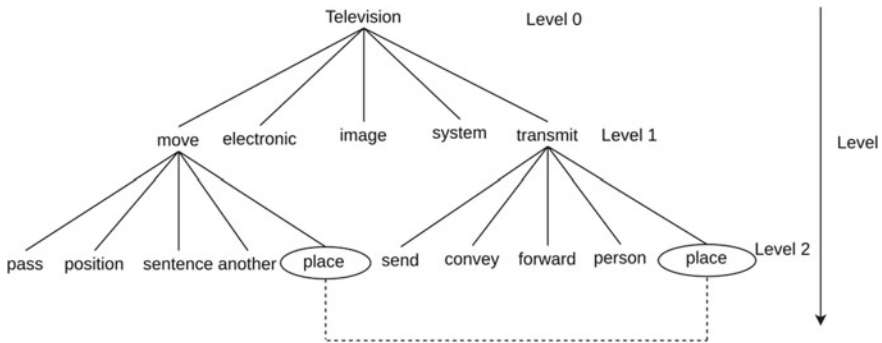 Television
Level 0
move
electronic
image
system
transmit
Level 1
Level
pass
position
sentence
another
place
send
convey
forward
person
place
Level 2